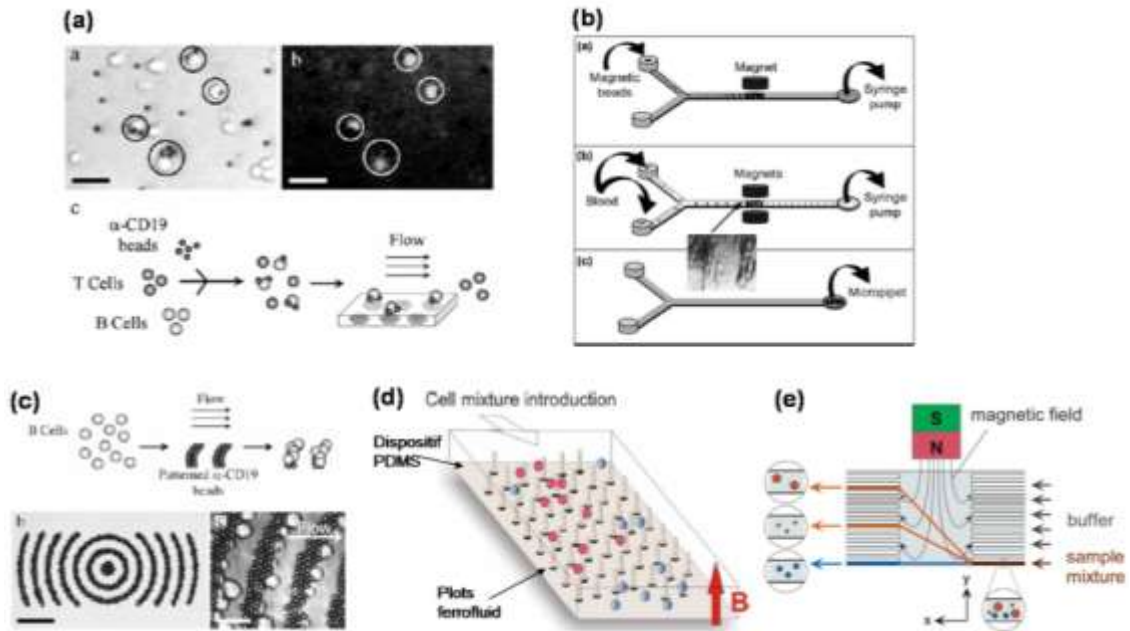 (a)
a
b
c
α-CD19
beads
T Cells
B Cells
Flow
(b)
(a)
Magnetic
beads
Magnet
Syringe
pump
(b)
Blood
Magnets
Syringe
pump
(c)
Micropipet
(c)
B Cells
Flow
Patterned α-CD19
beads
b
Flow
(d)
Cell mixture introduction
Dispositif
PDMS
Plots
ferrofluid
B
(e)
S
N
magnetic field
buffer
sample
mixture
y
x